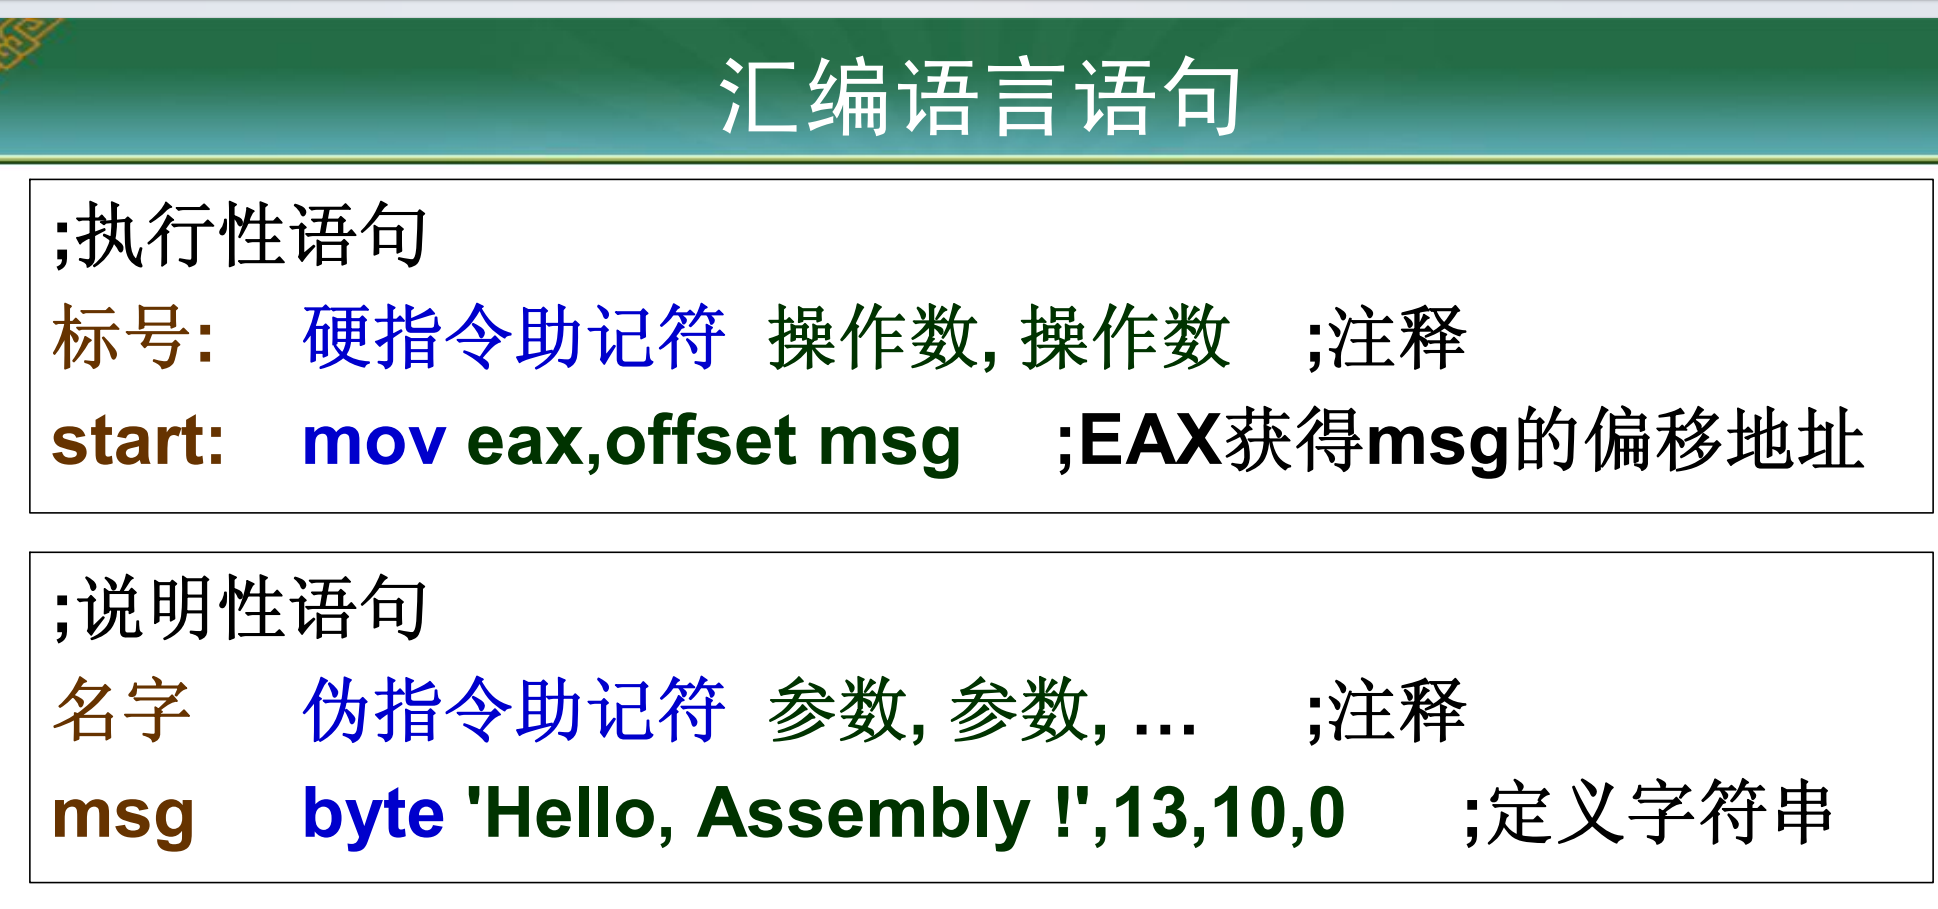 汇编语言语句
;执行性语句
标号: 硬指令助记符 操作数, 操作数 ;注释
start: mov eax,offset msg ;EAX获得msg的偏移地址
;说明性语句
名字 伪指令助记符 参数, 参数, … ;注释
msg byte 'Hello, Assembly !',13,10,0 ;定义字符串